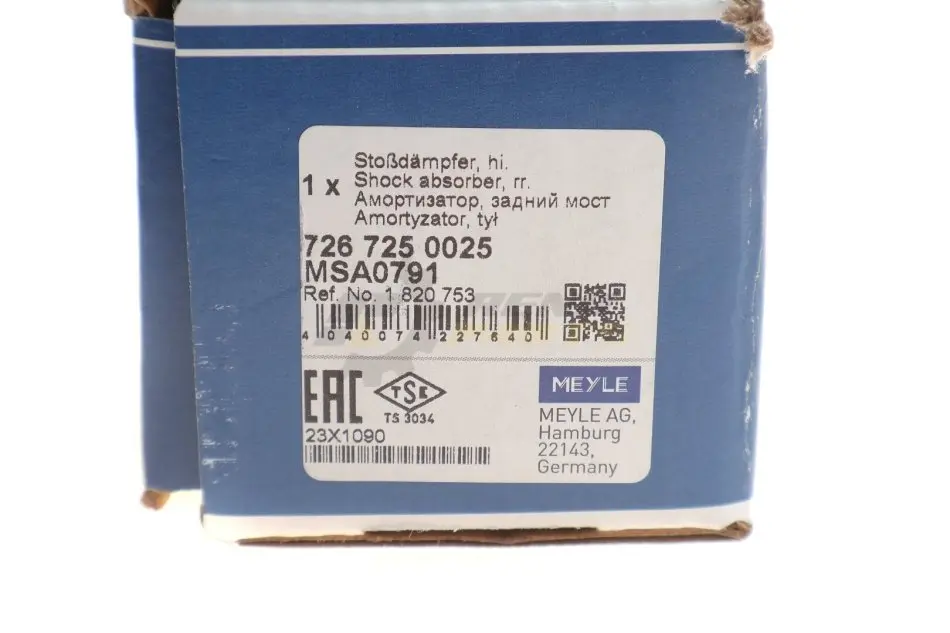 Stoßdämpfer, hi.
1 x Shock absorber, rr.
Амортизатор, задний мост
Amortyzator, tył
726 725 0025
MSA0791
Ref. No. 1 820 753
4 040074 227640
EAC
TSE
TS 3034
23X1090
MEYLE
MEYLE AG,
Hamburg
22143,
Germany